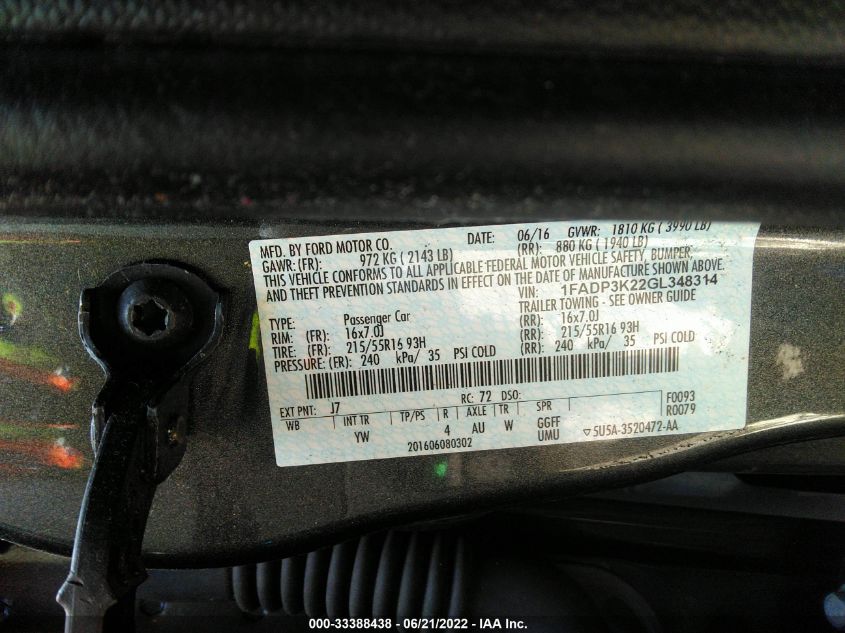 MFD. BY FORD MOTOR CO. DATE: 06/16 GVWR: 1810 KG ( 3990 LB)
GAWR: (FR): 972 KG ( 2143 LB) (RR): 880 KG ( 1940 LB)
THIS VEHICLE CONFORMS TO ALL APPLICABLE FEDERAL MOTOR VEHICLE SAFETY, BUMPER,
AND THEFT PREVENTION STANDARDS IN EFFECT ON THE DATE OF MANUFACTURE SHOWN ABOVE.
VIN: 1FADP3K22GL348314
TYPE: Passenger Car TRAILER TOWING - SEE OWNER GUIDE
RIM: (FR): 16x7.0J (RR): 16x7.0J
TIRE: (FR): 215/55R16 93H (RR): 215/55R16 93H
PRESSURE: (FR): 240 kPa/ 35 PSI COLD (RR): 240 kPa/ 35 PSI COLD
EXT PNT: J7 RC: 72 DSO: F0093
WB INT TR TP/PS R AXLE TR SPR R0079
YW 4 AU W GGFF
201606080302 UMU 5U5A-3520472-AA
000-33388438 - 06/21/2022 - IAA Inc.